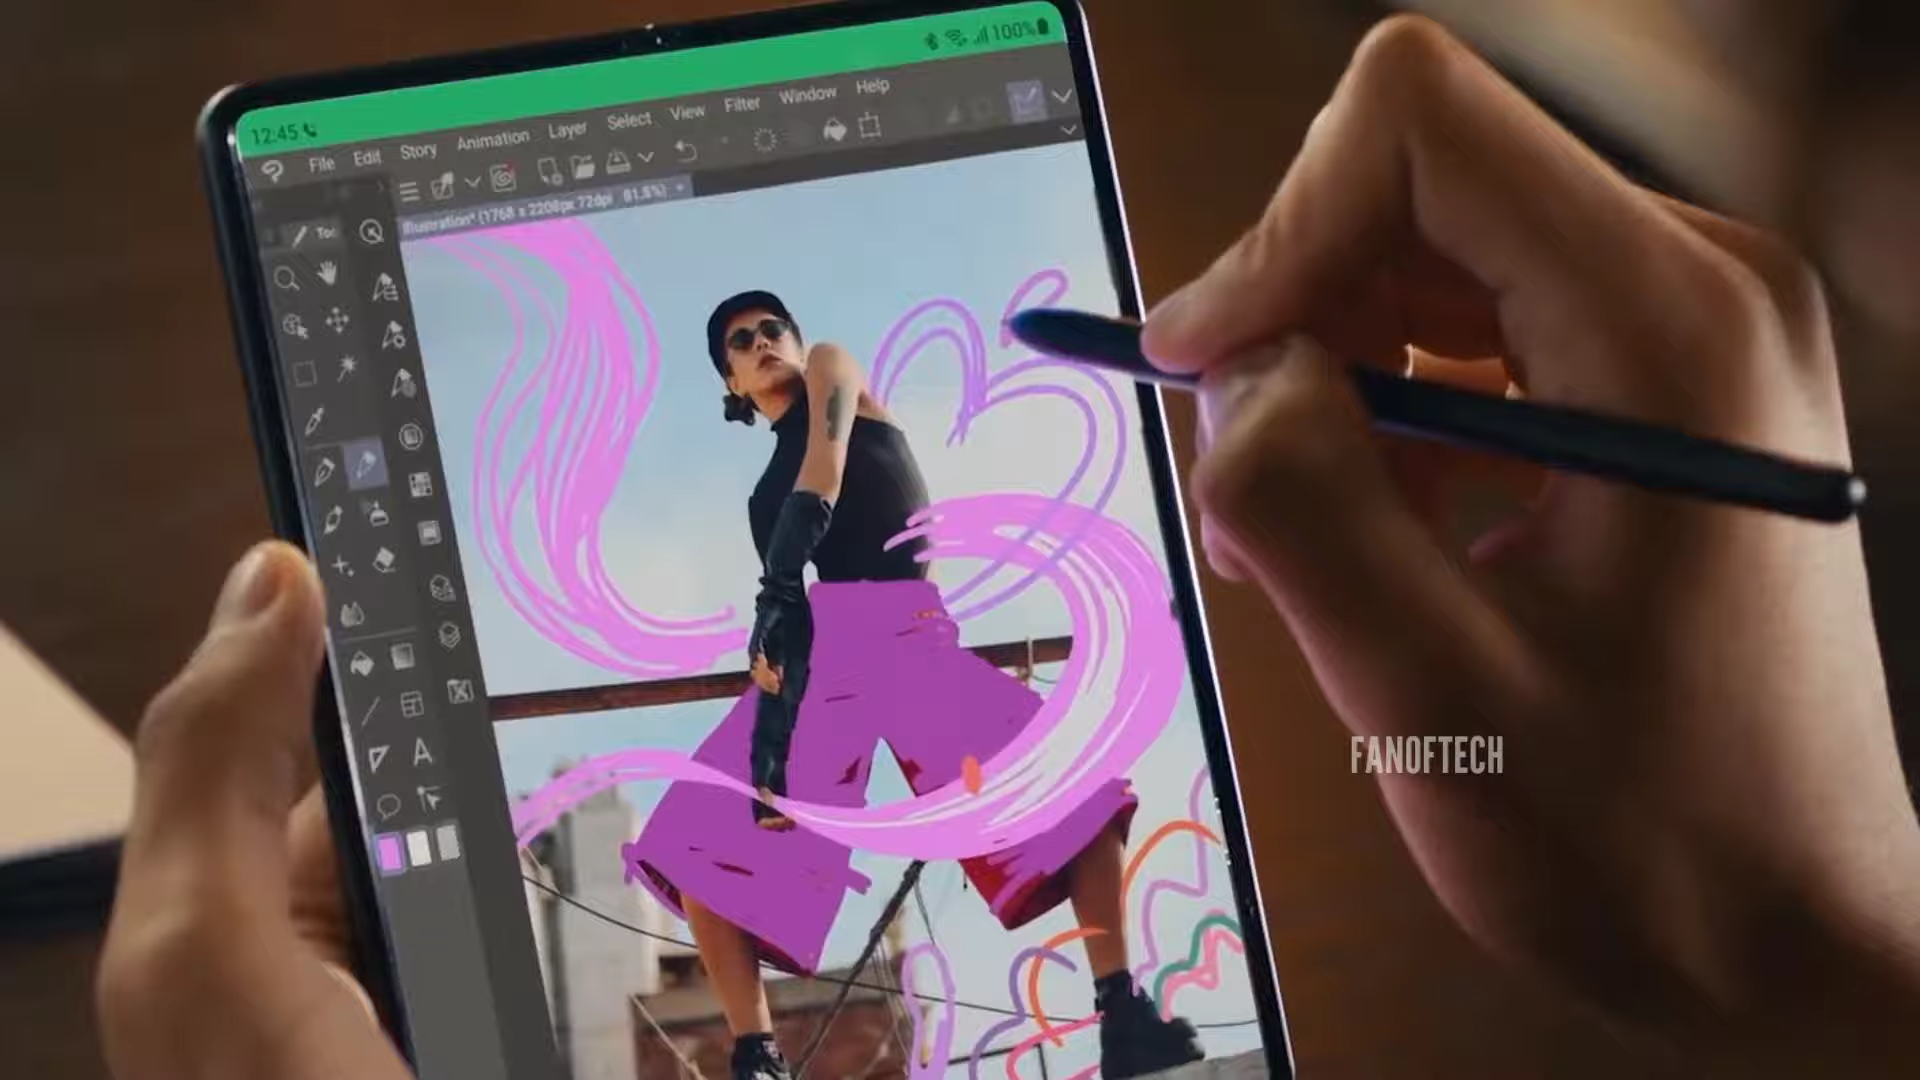 12:45
100%
File Edit Story Animation Layer Select View Filter Window Help
Illustration* (1768 x 2208px 72dpi 81.8%)
A
FANOFTECH